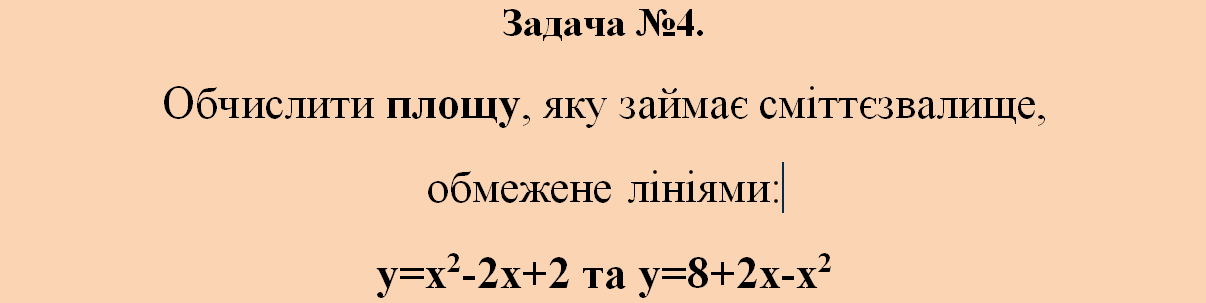 Задача №4.
Обчислити площу, яку займає сміттєзвалище,
обмежене лініями:
y=x²-2x+2 та y=8+2x-x²